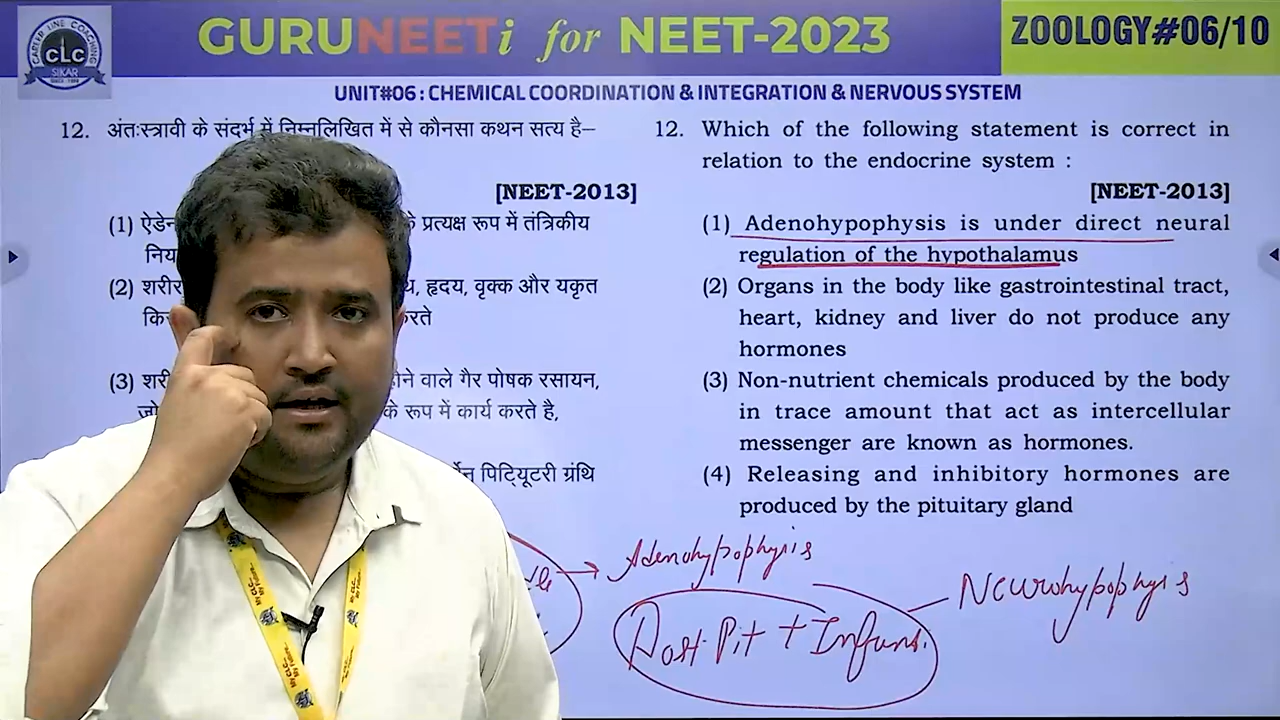 GURUNEETi for NEET-2023
ZOOLOGY#06/10
CAREER LINE COACHING
CLC
SIKAR
UNIT#06 : CHEMICAL COORDINATION & INTEGRATION & NERVOUS SYSTEM
12. अंतःस्त्रावी के संदर्भ में निम्नलिखित में से कौनसा कथन सत्य है–
[NEET-2013]
(1) ऐडेन
प्रत्यक्ष रूप में तंत्रिकीय
निय
(2) शरीर
हृदय, वृक्क और यकृत
(3)
होने वाले गैर पोषक रसायन,
के रूप में कार्य करते है,
पिट्यूटरी ग्रंथि
12. Which of the following statement is correct in
relation to the endocrine system :
[NEET-2013]
(1) Adenohypophysis is under direct neural
regulation of the hypothalamus
(2) Organs in the body like gastrointestinal tract,
heart, kidney and liver do not produce any
hormones
(3) Non-nutrient chemicals produced by the body
in trace amount that act as intercellular
messenger are known as hormones.
(4) Releasing and inhibitory hormones are
produced by the pituitary gland
→ Adenohypophysis
Post. Pit + Infun.
Neurohypophysis